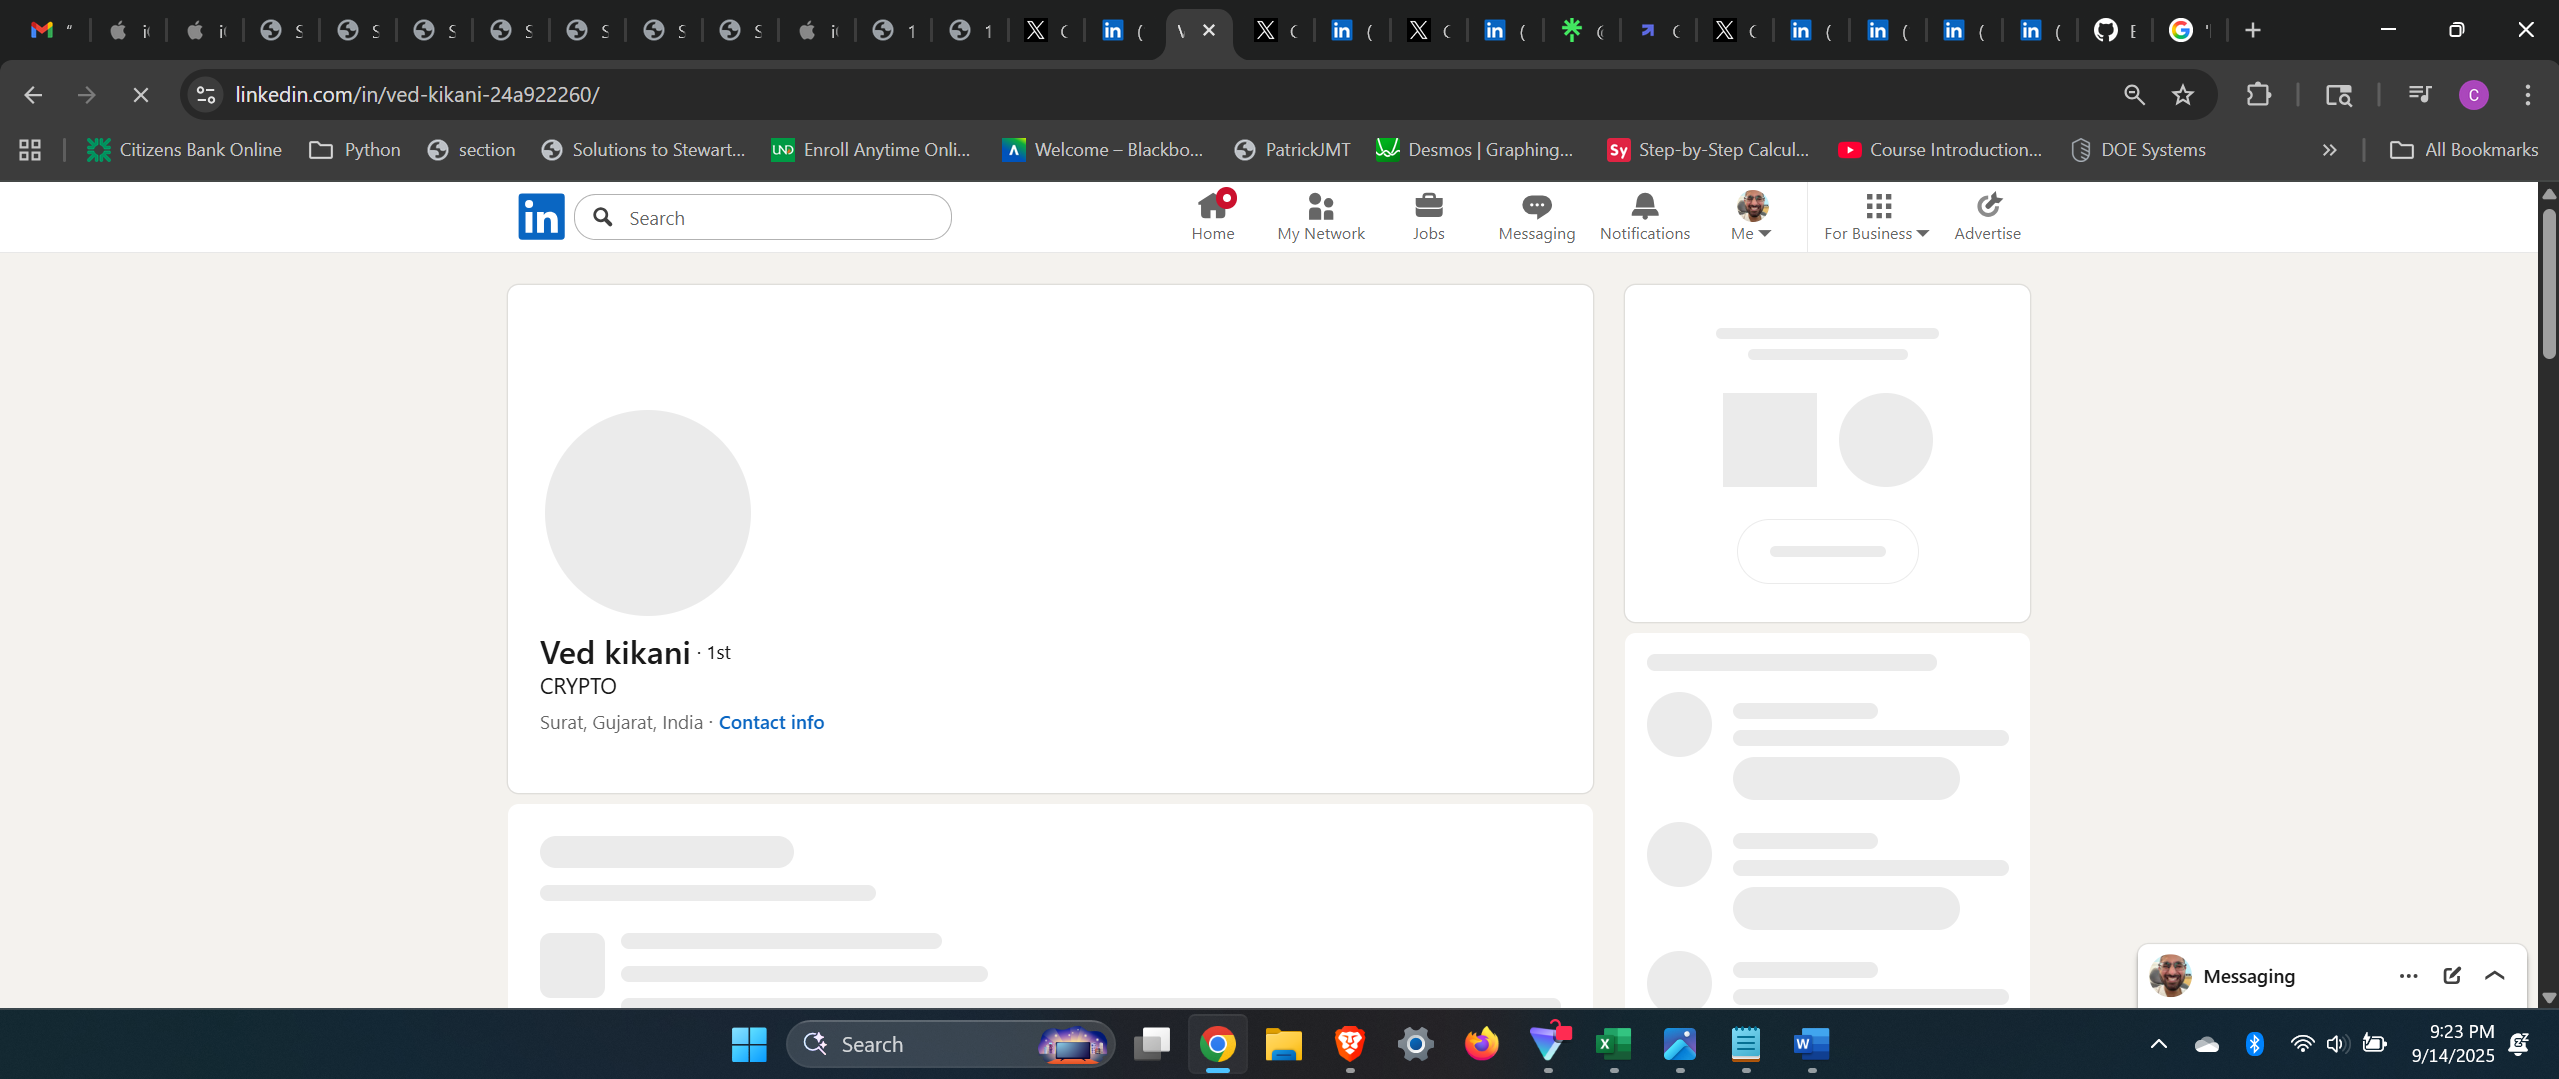 linkedin.com/in/ved-kikani-24a922260/
C
Citizens Bank Online
Python
section
Solutions to Stewart...
UND
Enroll Anytime Onli...
Welcome – Blackbo...
PatrickJMT
Desmos | Graphing...
Sy
Step-by-Step Calcul...
Course Introduction...
DOE Systems
All Bookmarks
in
Search
Home
My Network
Jobs
Messaging
Notifications
Me
For Business
Advertise
Ved kikani · 1st
CRYPTO
Surat, Gujarat, India · Contact info
Messaging
Search
9:23 PM
9/14/2025